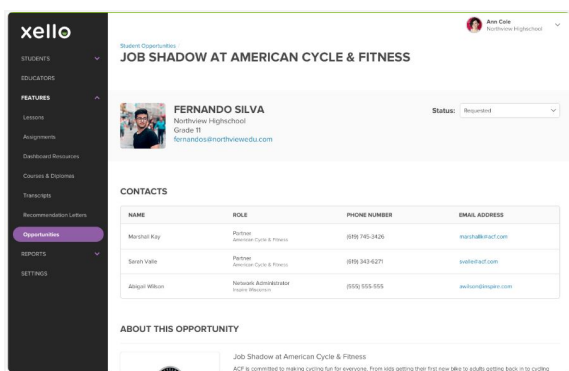 xello
Ann Cole
Northview Highschool
Student Opportunities
JOB SHADOW AT AMERICAN CYCLE & FITNESS
STUDENTS
EDUCATORS
FEATURES
Lessons
Assignments
Dashboard Resources
Courses & Diplomas
Transcripts
Recommendation Letters
Opportunities
REPORTS
SETTINGS
FERNANDO SILVA
Northview Highschool
Grade 11
fernandos@northviewedu.com
Status: Requested
CONTACTS
NAME ROLE PHONE NUMBER EMAIL ADDRESS
Marshall Kay Partner (619) 745-3426 marshallk@acf.com
American Cycle & Fitness
Sarah Valle Partner (619) 343-6271 svalle@acf.com
American Cycle & Fitness
Abigail Wilson Network Administrator (555) 555-555 awilson@inspire.com
Inspire Wisconsin
ABOUT THIS OPPORTUNITY
Job Shadow at American Cycle & Fitness
ACF is committed to making cycling fun for everyone. From kids getting their first new bike to adults getting back in to cycling